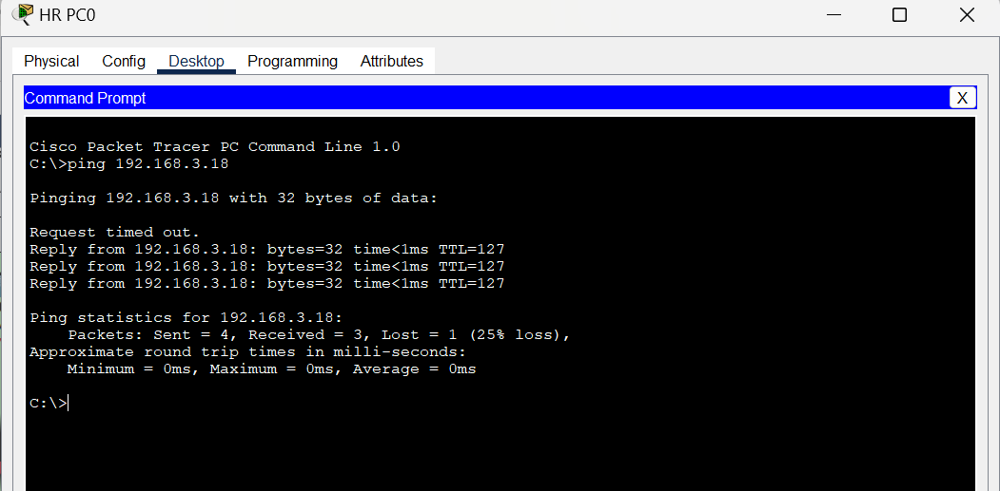 HR PC0
Physical Config Desktop Programming Attributes
Command Prompt
X
Cisco Packet Tracer PC Command Line 1.0
C:\>ping 192.168.3.18
Pinging 192.168.3.18 with 32 bytes of data:
Request timed out.
Reply from 192.168.3.18: bytes=32 time<1ms TTL=127
Reply from 192.168.3.18: bytes=32 time<1ms TTL=127
Reply from 192.168.3.18: bytes=32 time<1ms TTL=127
Ping statistics for 192.168.3.18:
Packets: Sent = 4, Received = 3, Lost = 1 (25% loss),
Approximate round trip times in milli-seconds:
Minimum = 0ms, Maximum = 0ms, Average = 0ms
C:\>